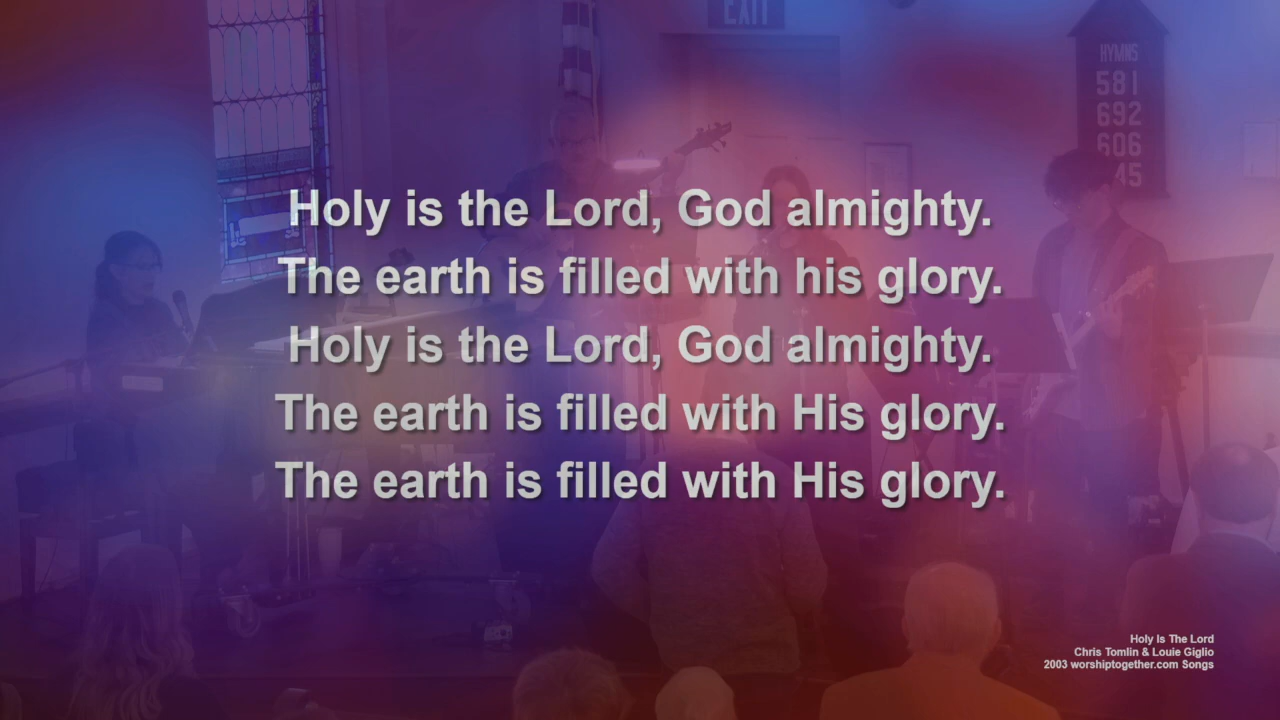 EXIT
HYMNS
581
692
606
45
Holy is the Lord, God almighty.
The earth is filled with his glory.
Holy is the Lord, God almighty.
The earth is filled with His glory.
The earth is filled with His glory.
Holy Is The Lord
Chris Tomlin & Louie Giglio
2003 worshiptogether.com Songs